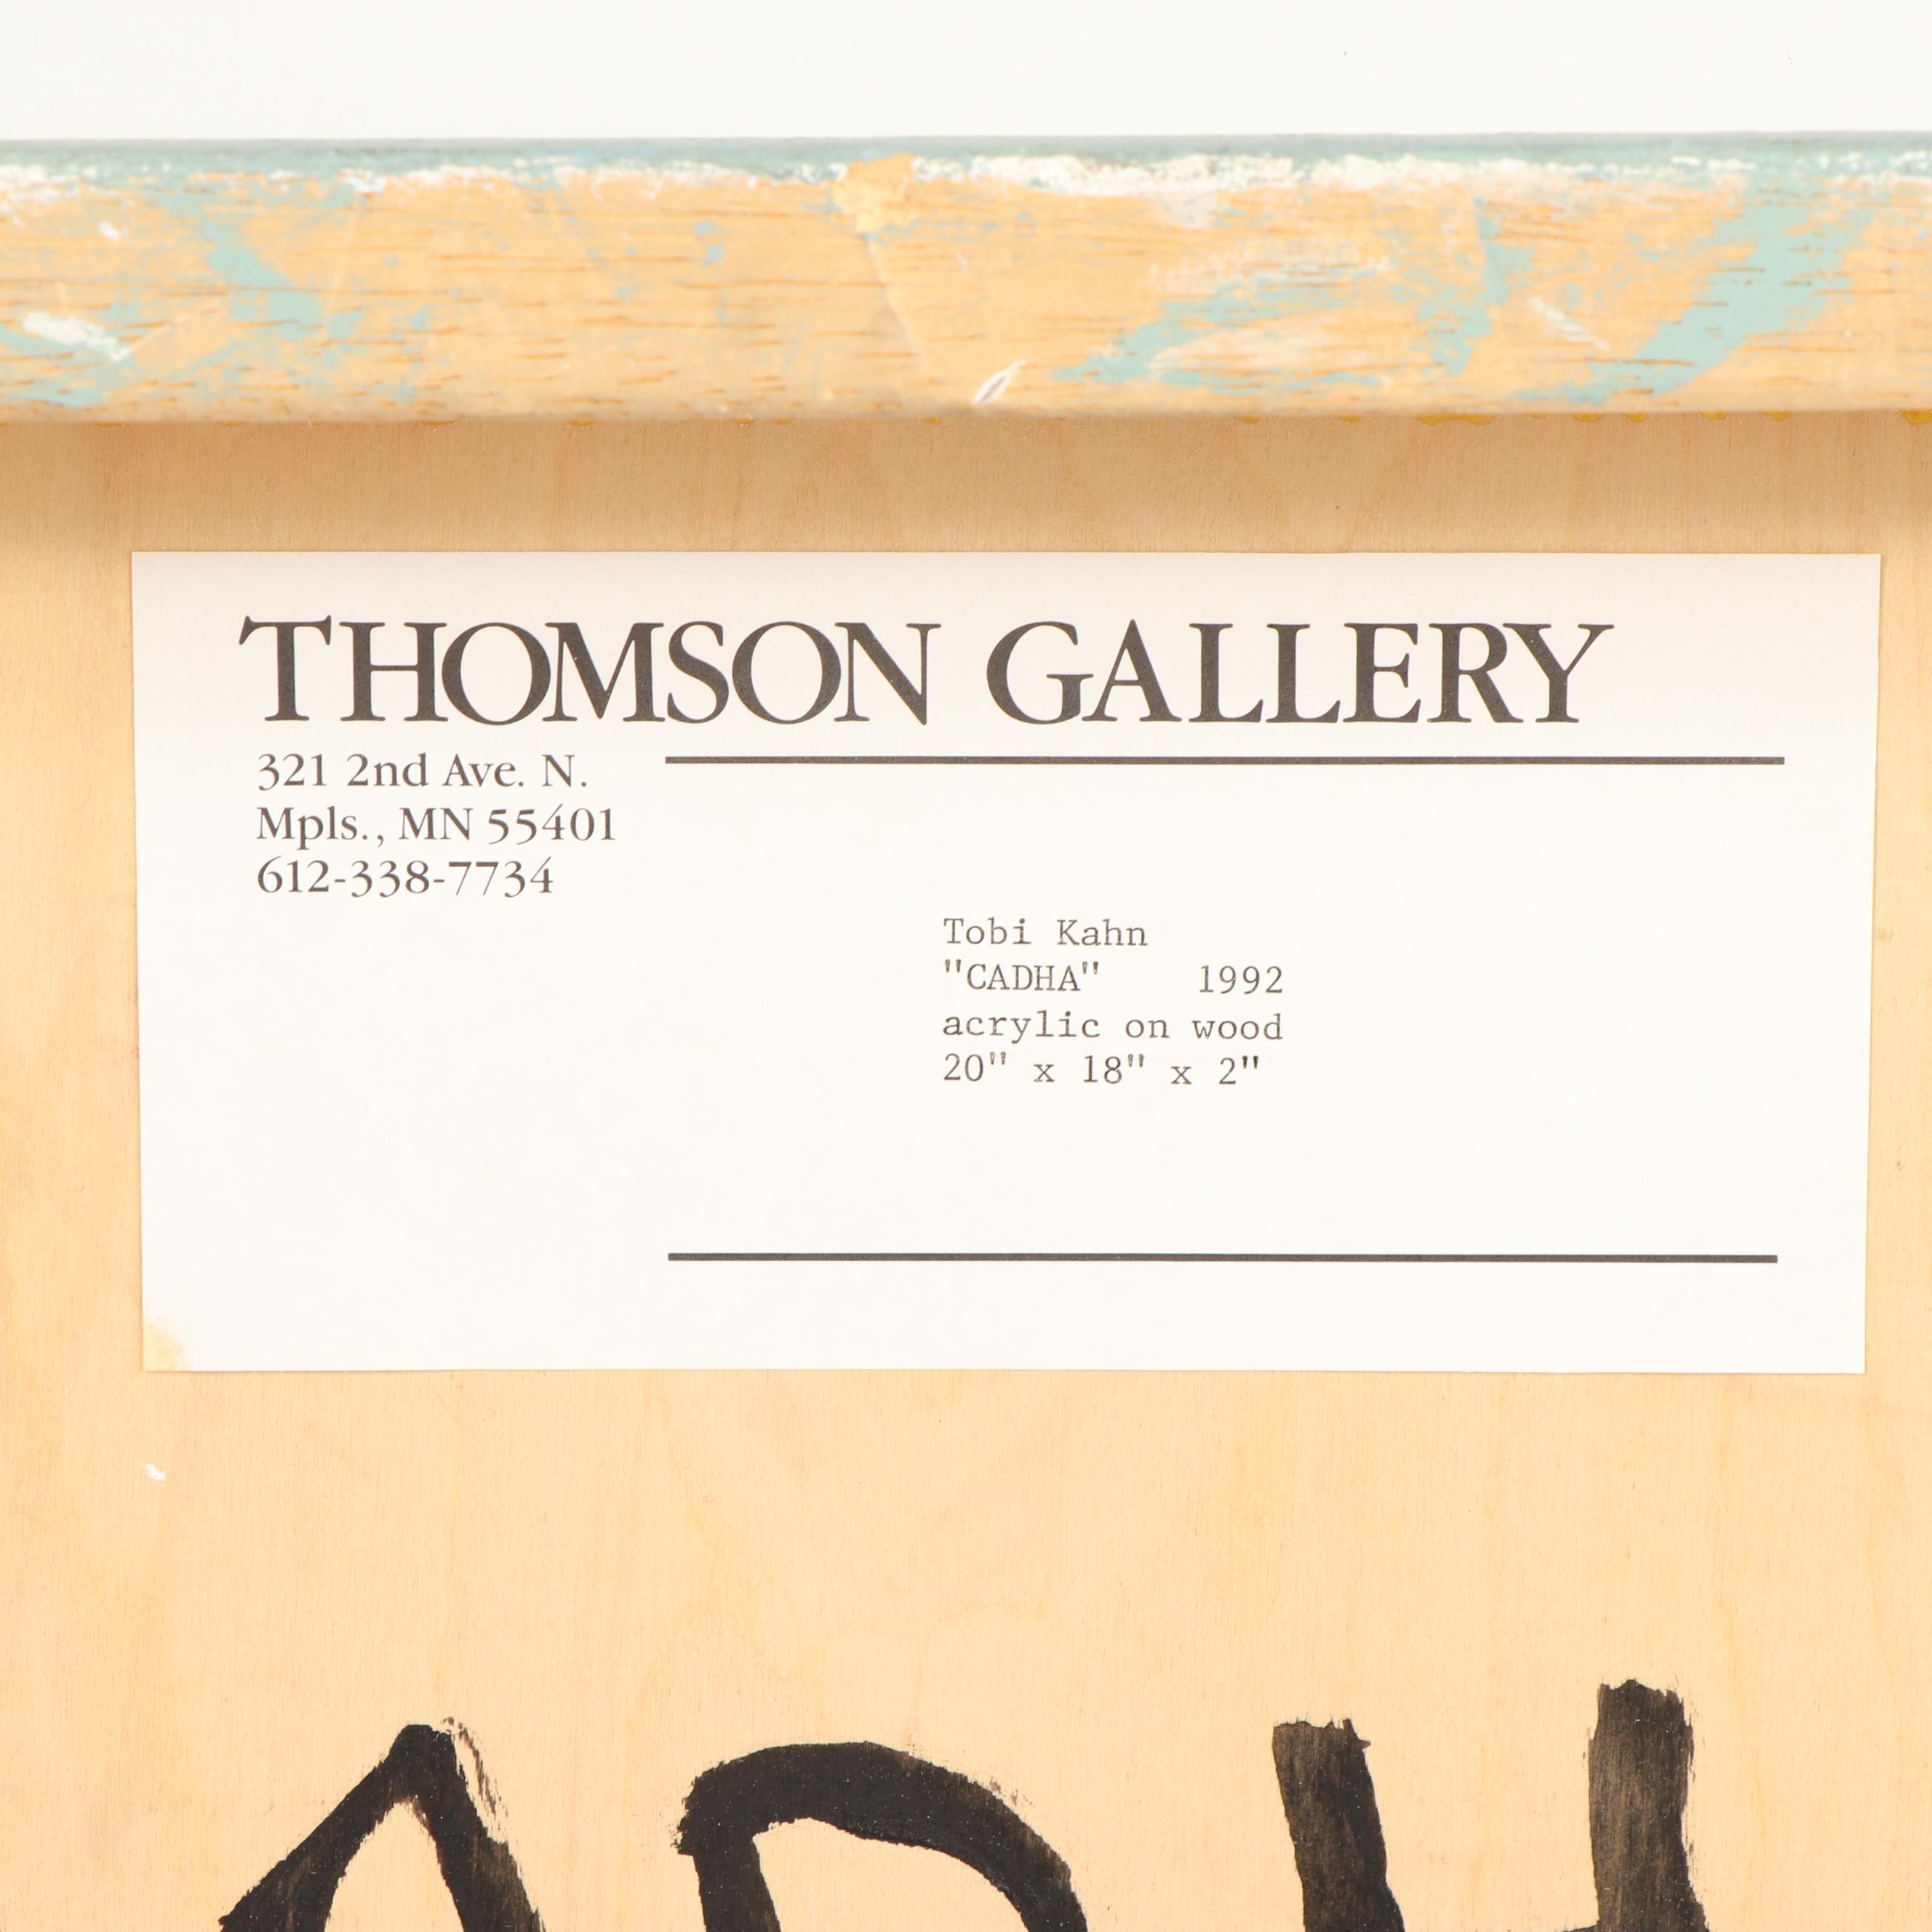 THOMSON GALLERY
321 2nd Ave. N.
Mpls., MN 55401
612-338-7734
Tobi Kahn
"CADHA" 1992
acrylic on wood
20" x 18" x 2"
ADH